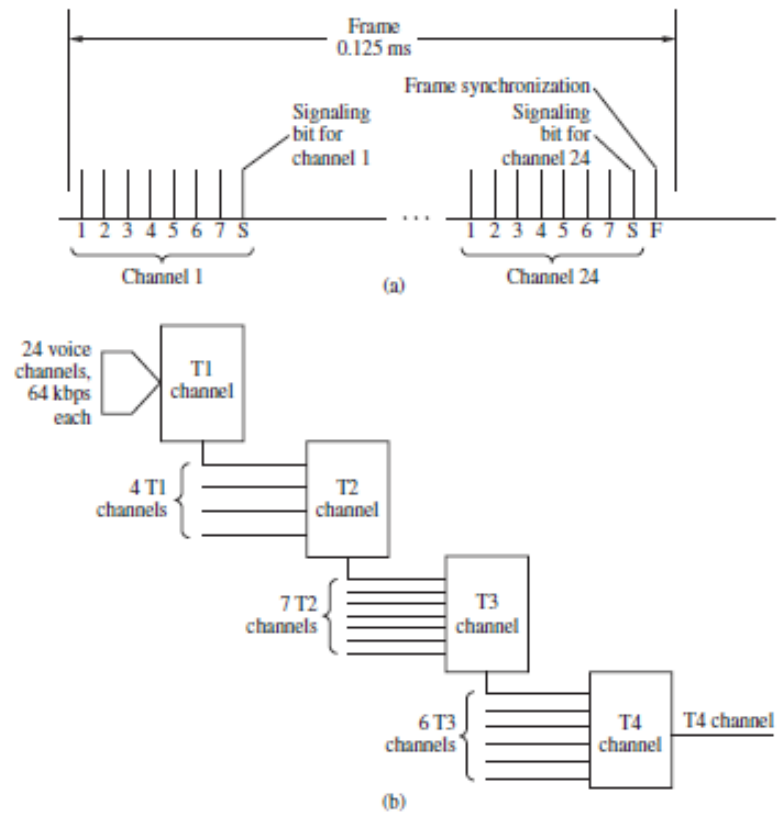 Frame
0.125 ms
Frame synchronization
Signaling
bit for
channel 1
Signaling
bit for
channel 24
1 2 3 4 5 6 7 S ... 1 2 3 4 5 6 7 S F
Channel 1
Channel 24
(a)
24 voice
channels,
64 kbps
each
T1
channel
4 T1
channels
T2
channel
7 T2
channels
T3
channel
6 T3
channels
T4
channel
T4 channel
(b)